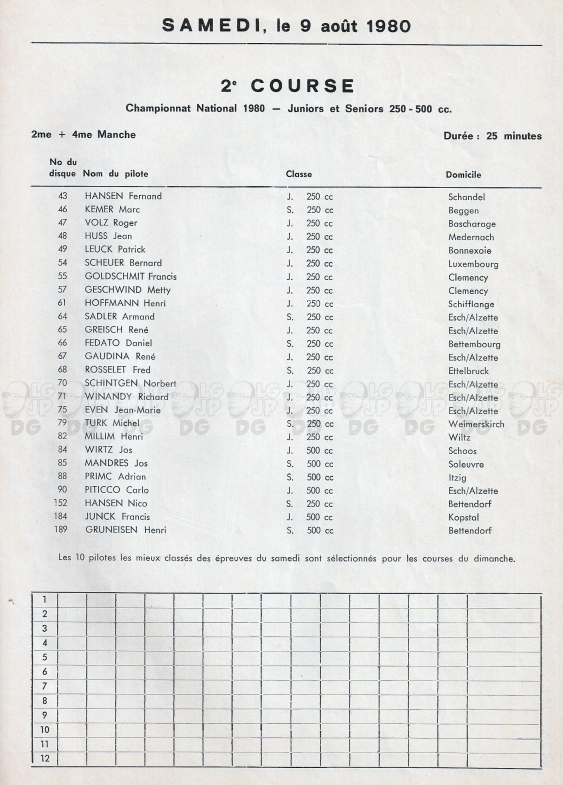 SAMEDI, le 9 août 1980
2e COURSE
Championnat National 1980 — Juniors et Seniors 250 - 500 cc.
2me + 4me Manche Durée : 25 minutes
No du
disque Nom du pilote Classe Domicile
43 HANSEN Fernand J. 250 cc Schandel
46 KEMER Marc S. 250 cc Beggen
47 VOLZ Roger J. 250 cc Bascharage
48 HUSS Jean J. 250 cc Medernach
49 LEUCK Patrick J. 250 cc Bonnexoie
54 SCHEUER Bernard J. 250 cc Luxembourg
55 GOLDSCHMIT Francis J. 250 cc Clemency
57 GESCHWIND Metty J. 250 cc Clemency
61 HOFFMANN Henri J. 250 cc Schifflange
64 SADLER Armand S. 250 cc Esch/Alzette
65 GREISCH René J. 250 cc Esch/Alzette
66 FEDATO Daniel S. 250 cc Bettembourg
67 GAUDINA René J. 250 cc Esch/Alzette
68 ROSSELET Fred S. 250 cc Ettelbruck
70 SCHINTGEN Norbert J. 250 cc Esch/Alzette
71 WINANDY Richard J. 250 cc Esch/Alzette
75 EVEN Jean-Marie J. 250 cc Esch/Alzette
79 TURK Michel S. 250 cc Weimerskirch
82 MILLIM Henri J. 250 cc Wiltz
84 WIRTZ Jos J. 500 cc Schoos
85 MANDRES Jos S. 500 cc Soleuvre
88 PRIMC Adrian S. 500 cc Itzig
90 PITICCO Carlo J. 500 cc Esch/Alzette
152 HANSEN Nico S. 250 cc Bettendorf
184 JUNCK Francis J. 500 cc Kopstal
189 GRUNEISEN Henri S. 500 cc Bettendorf
Les 10 pilotes les mieux classés des épreuves du samedi sont sélectionnés pour les courses du dimanche.
1
2
3
4
5
6
7
8
9
10
11
12